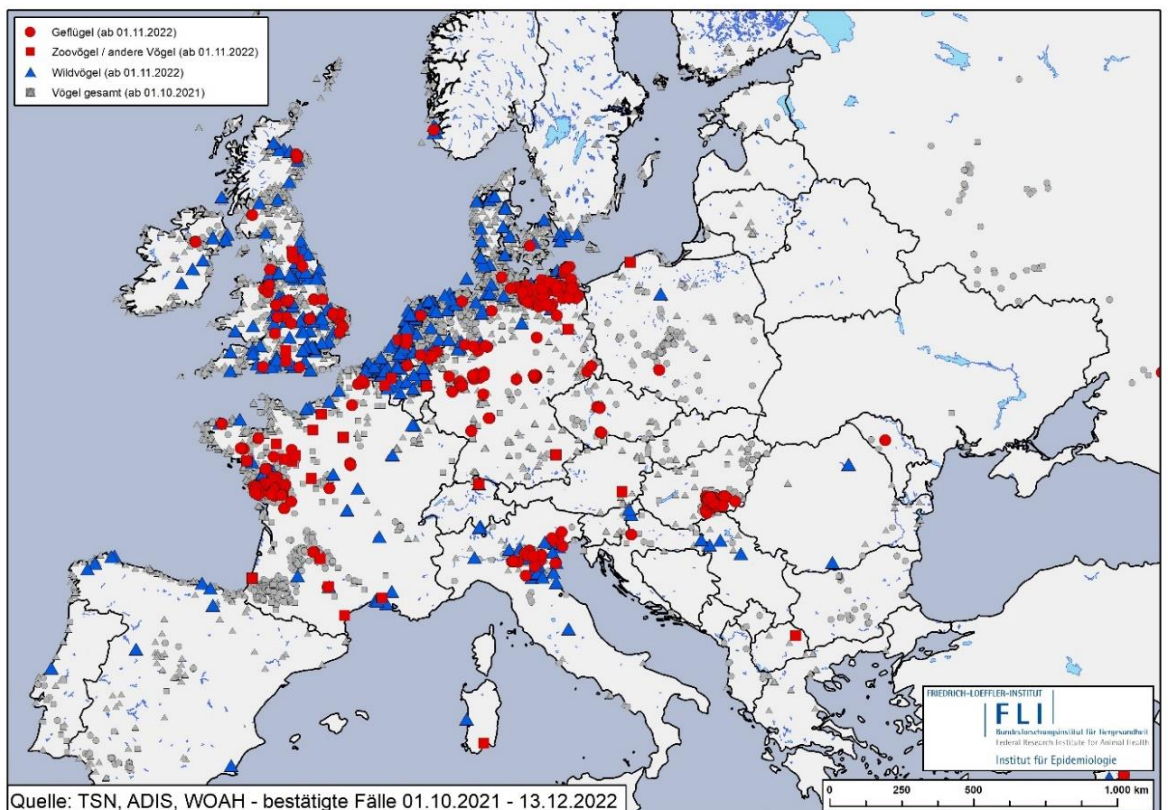 Geflügel (ab 01.11.2022)
Zoovögel / andere Vögel (ab 01.11.2022)
Wildvögel (ab 01.11.2022)
Vögel gesamt (ab 01.10.2021)
FRIEDRICH-LOEFFLER-INSTITUT
FLI
Bundesforschungsinstitut für Tiergesundheit
Federal Research Institute for Animal Health
Institut für Epidemiologie
0 250 500 1.000 km
Quelle: TSN, ADIS, WOAH - bestätigte Fälle 01.10.2021 - 13.12.2022